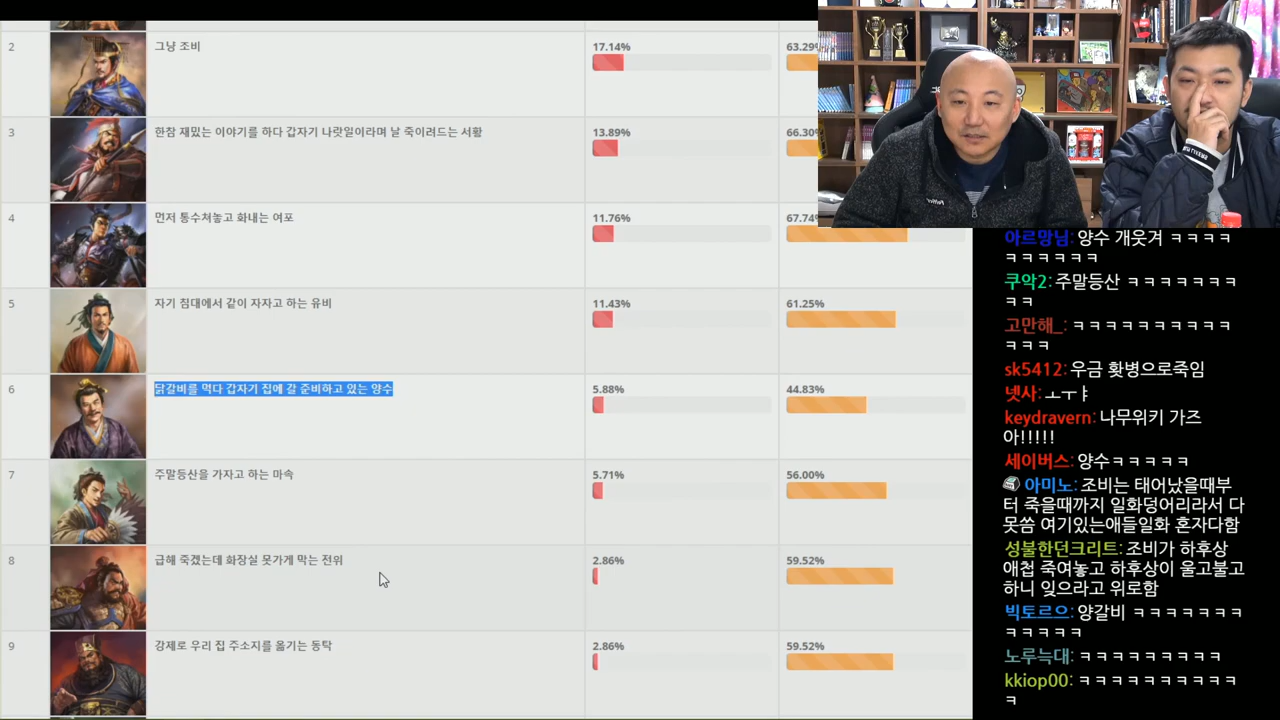 2
그냥 조비
17.14%
63.29%
3
한참 재밌는 이야기를 하다 갑자기 나랏일이라며 날 죽이려드는 서황
13.89%
66.30%
4
먼저 통수쳐놓고 화내는 여포
11.76%
67.74%
5
자기 침대에서 같이 자자고 하는 유비
11.43%
61.25%
6
닭갈비를 먹다 갑자기 집에 갈 준비하고 있는 양수
5.88%
44.83%
7
주말등산을 가자고 하는 마속
5.71%
56.00%
8
급해 죽겠는데 화장실 못가게 막는 전위
2.86%
59.52%
9
강제로 우리 집 주소지를 옮기는 동탁
2.86%
59.52%
아르망님: 양수 개웃겨 ㅋㅋㅋㅋ
ㅋㅋㅋㅋㅋㅋ
쿠악2: 주말등산 ㅋㅋㅋㅋㅋㅋㅋ
ㅋㅋ
고만해_: ㅋㅋㅋㅋㅋㅋㅋㅋㅋㅋ
ㅋㅋㅋ
sk5412: 우금 홧병으로죽임
넷사: ㅗㅜㅑ
keydravern: 나무위키 가즈
아!!!!!
세이버스: 양수ㅋㅋㅋㅋㅋ
아미노: 조비는 태어났을때부
터 죽을때까지 일화덩어리라서 다
못씀 여기있는애들일화 혼자다함
성불한던크리트: 조비가 하후상
애첩 죽여놓고 하후상이 울고불고
하니 잊으라고 위로함
빅토르으: 양갈비 ㅋㅋㅋㅋㅋㅋㅋ
ㅋㅋㅋㅋㅋ
노루늑대: ㅋㅋㅋㅋㅋㅋㅋㅋㅋ
kkiop00: ㅋㅋㅋㅋㅋㅋㅋㅋㅋㅋ
ㅋ